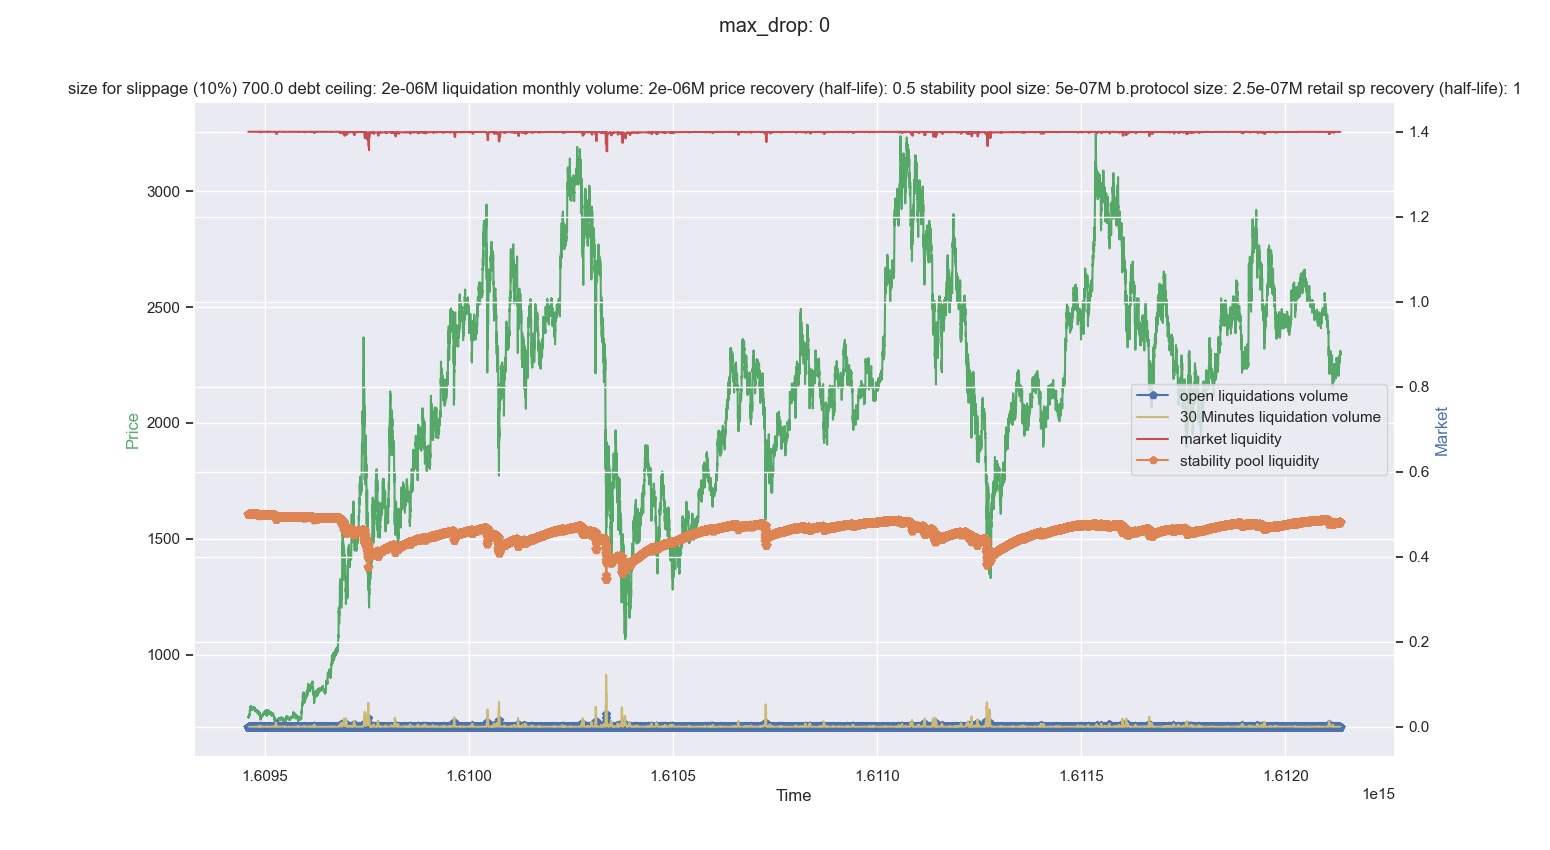 max_drop: 0
size for slippage (10%) 700.0 debt ceiling: 2e-06M liquidation monthly volume: 2e-06M price recovery (half-life): 0.5 stability pool size: 5e-07M b.protocol size: 2.5e-07M retail sp recovery (half-life): 1
3000
2500
2000
1500
1000
Price
1.4
1.2
1.0
0.8
0.6
0.4
0.2
0.0
Market
open liquidations volume
30 Minutes liquidation volume
market liquidity
stability pool liquidity
1.6095 1.6100 1.6105 1.6110 1.6115 1.6120
Time
1e15